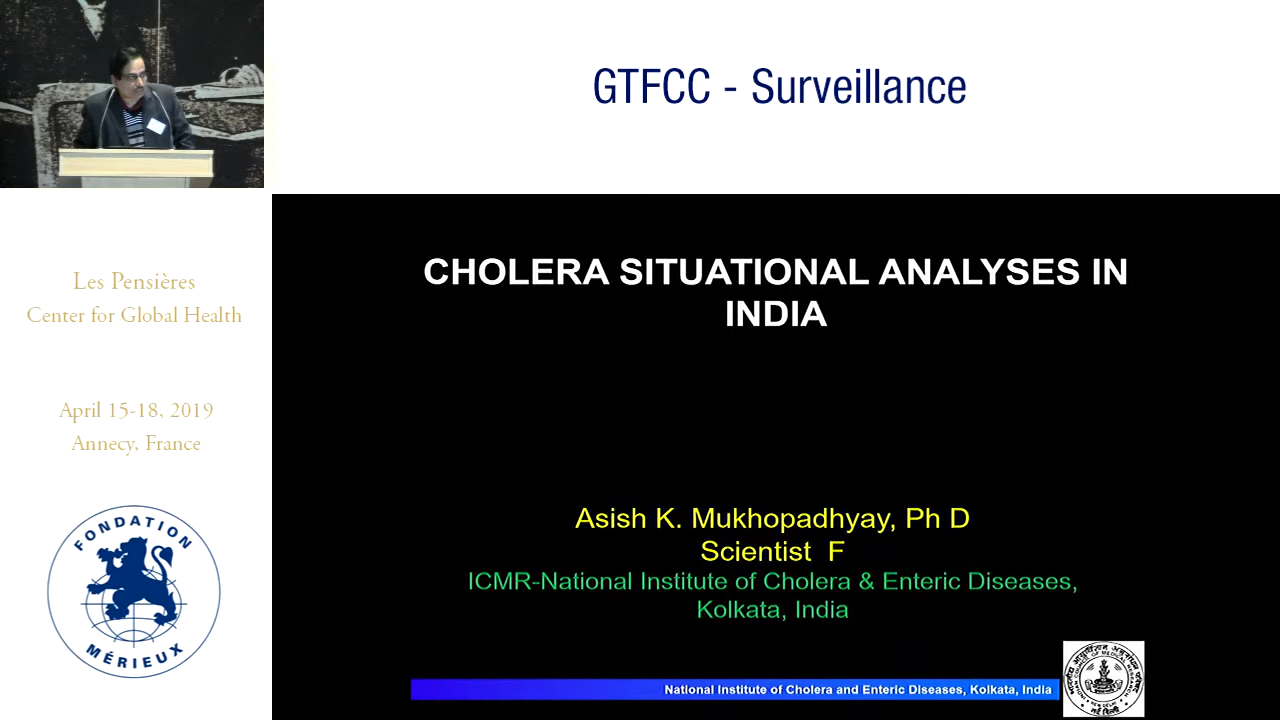 GTFCC - Surveillance
Les Pensières
Center for Global Health
April 15-18, 2019
Annecy, France
FONDATION
MÉRIEUX
CHOLERA SITUATIONAL ANALYSES IN
INDIA
Asish K. Mukhopadhyay, Ph D
Scientist F
ICMR-National Institute of Cholera & Enteric Diseases,
Kolkata, India
National Institute of Cholera and Enteric Diseases, Kolkata, India